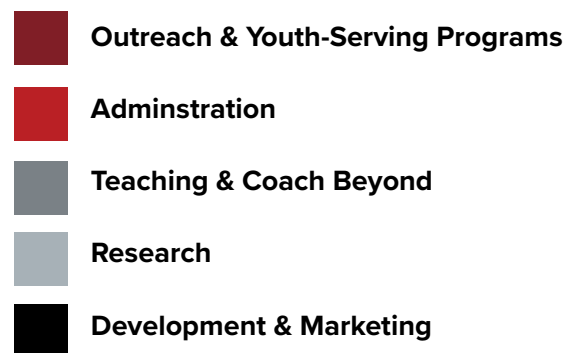 Outreach & Youth-Serving Programs
Adminstration
Teaching & Coach Beyond
Research
Development & Marketing